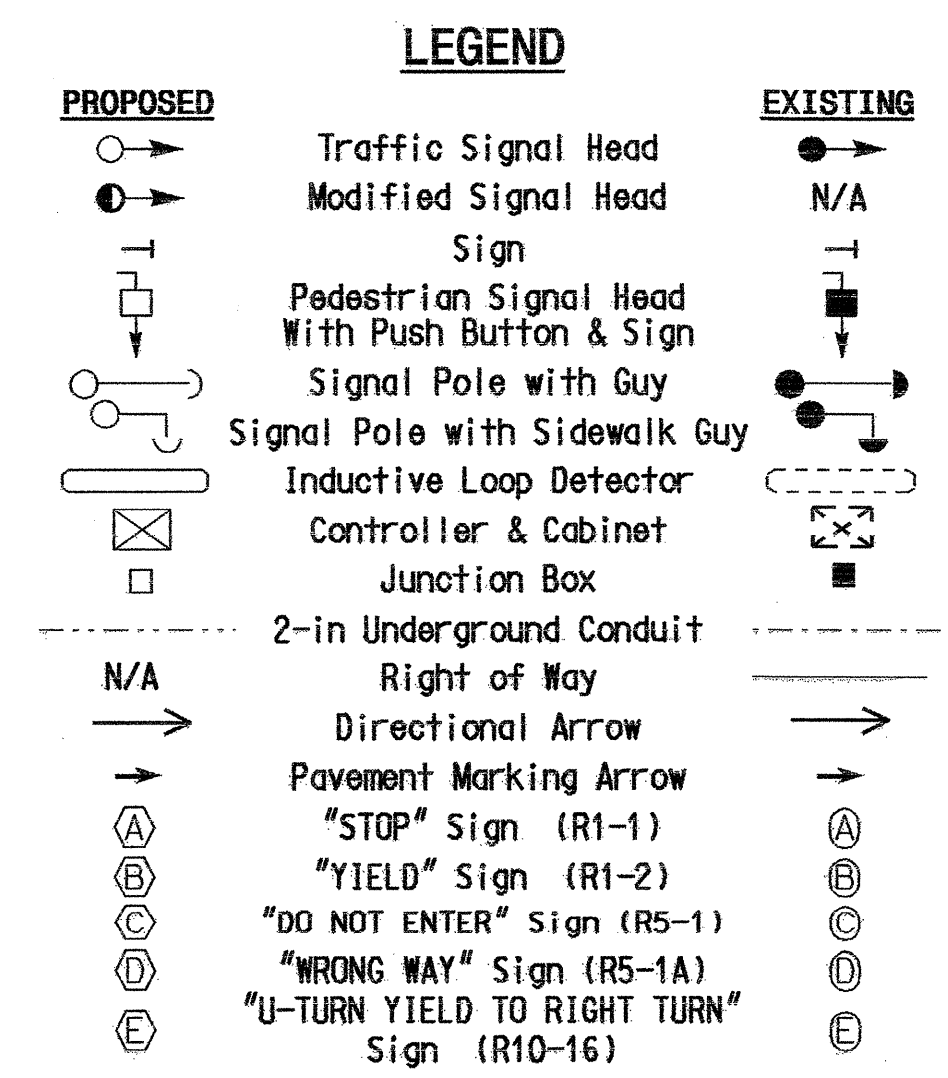 LEGEND
PROPOSED EXISTING
Traffic Signal Head
Modified Signal Head N/A
Sign
Pedestrian Signal Head
With Push Button & Sign
Signal Pole with Guy
Signal Pole with Sidewalk Guy
Inductive Loop Detector
Controller & Cabinet
Junction Box
2-in Underground Conduit
N/A Right of Way
Directional Arrow
Pavement Marking Arrow
A "STOP" Sign (R1-1) A
B "YIELD" Sign (R1-2) B
C "DO NOT ENTER" Sign (R5-1) C
D "WRONG WAY" Sign (R5-1A) D
"U-TURN YIELD TO RIGHT TURN"
E Sign (R10-16) E